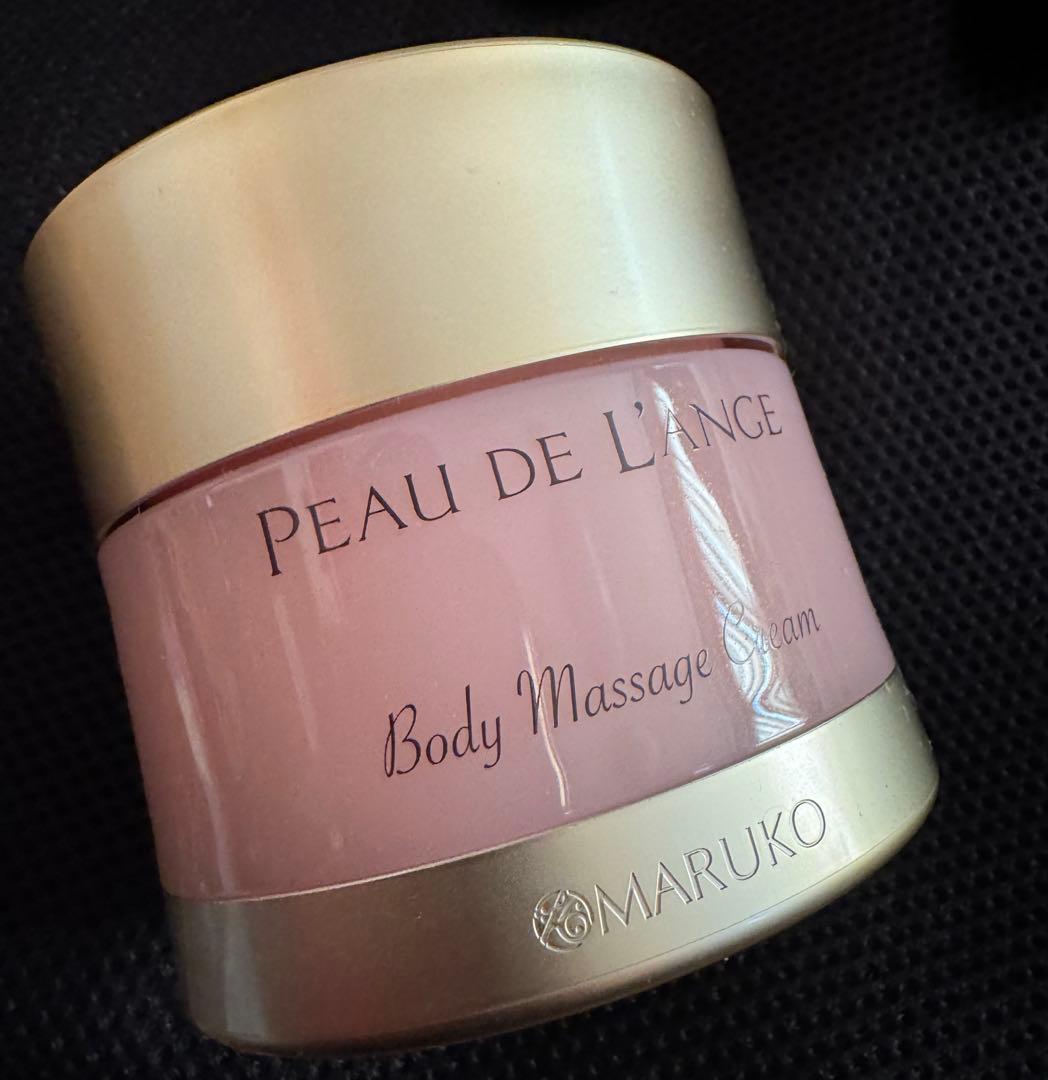 PEAU DE L'ANGE
Body Massage Cream
MARUKO